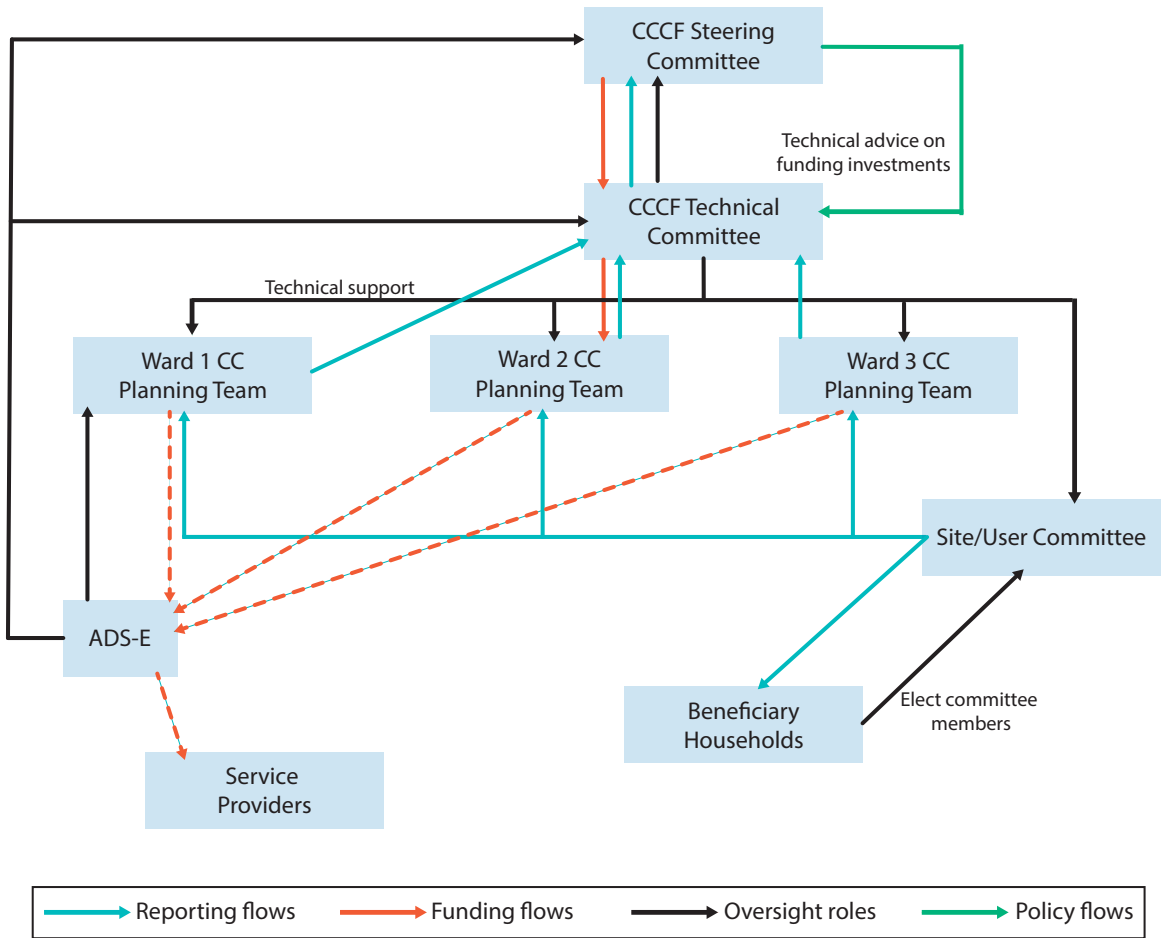 CCCF Steering
Committee
Technical advice on
funding investments
CCCF Technical
Committee
Technical support
Ward 1 CC
Planning Team
Ward 2 CC
Planning Team
Ward 3 CC
Planning Team
Site/User Committee
ADS-E
Beneficiary
Households
Elect committee
members
Service
Providers
Reporting flows
Funding flows
Oversight roles
Policy flows